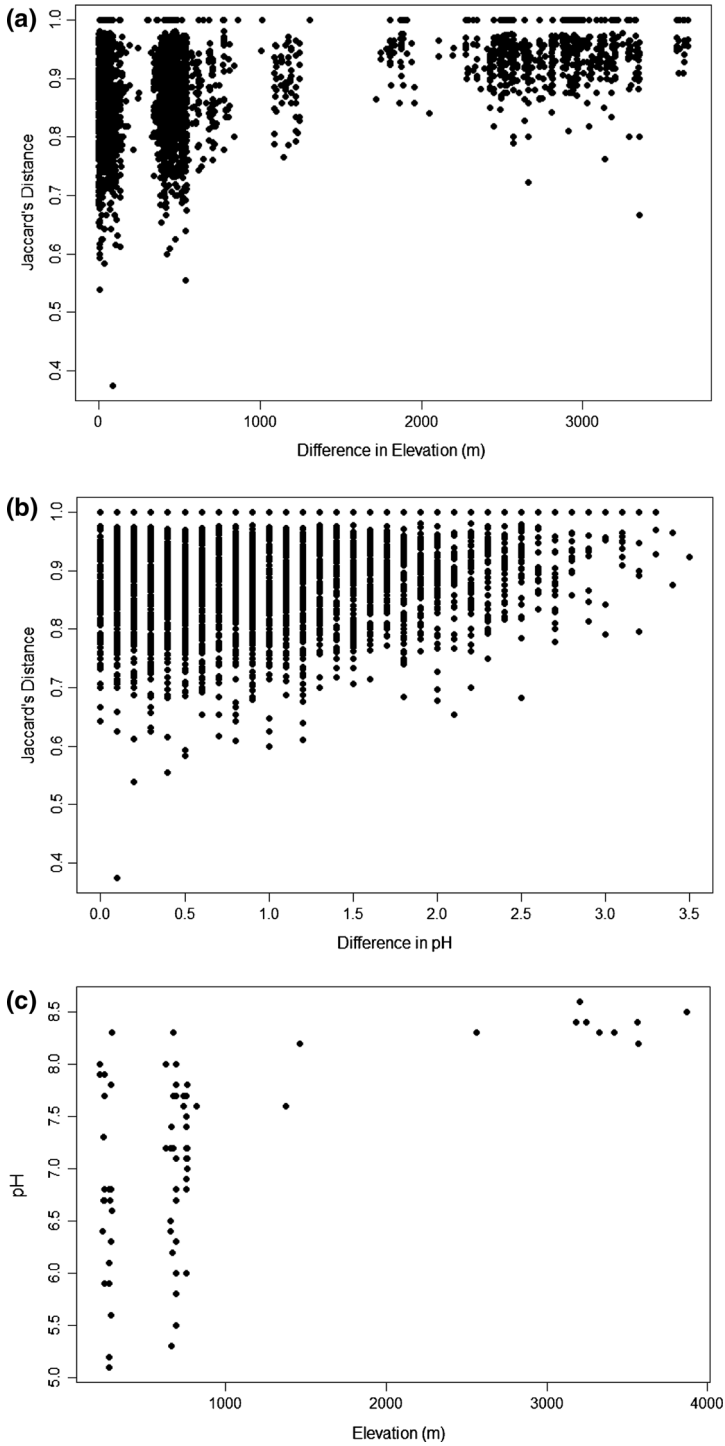 (a)
1.0
0.9
0.8
0.7
0.6
0.5
0.4
Jaccard's Distance
0 1000 2000 3000
Difference in Elevation (m)
(b)
1.0
0.9
0.8
0.7
0.6
0.5
0.4
Jaccard's Distance
0.0 0.5 1.0 1.5 2.0 2.5 3.0 3.5
Difference in pH
(c)
8.5
8.0
7.5
7.0
6.5
6.0
5.5
5.0
pH
1000 2000 3000 4000
Elevation (m)